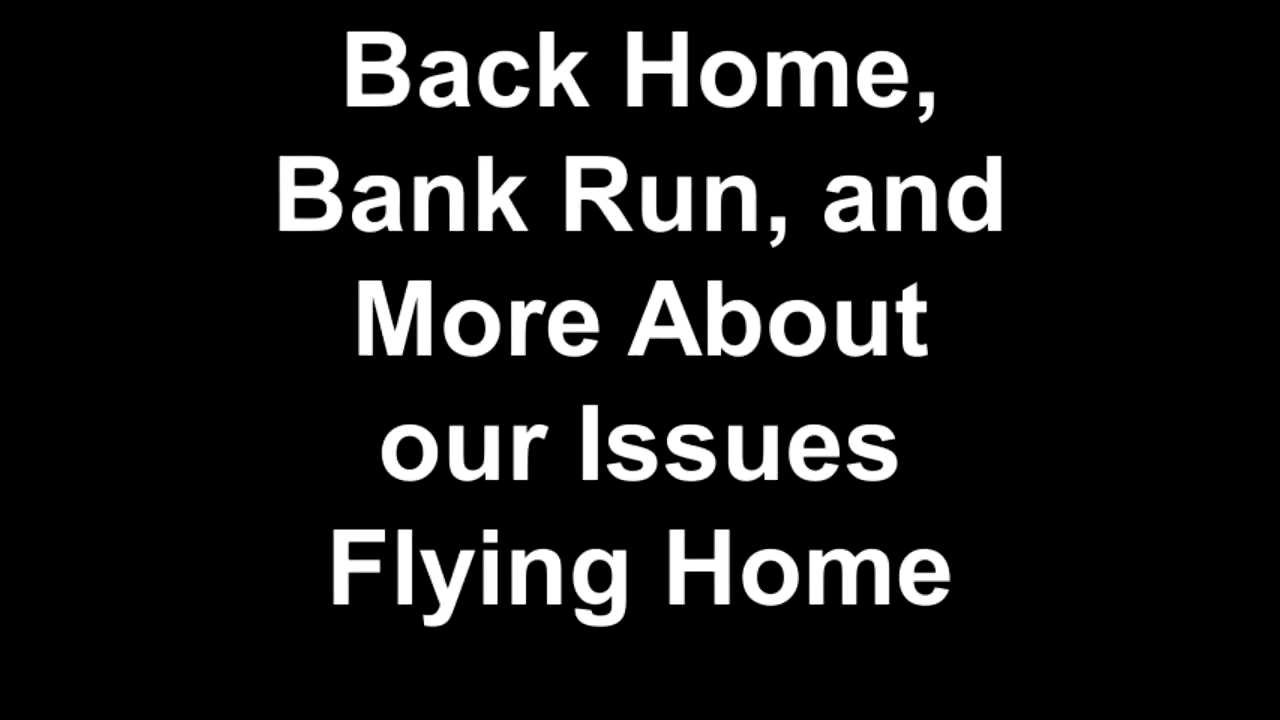 Back Home,
Bank Run, and
More About
our Issues
Flying Home